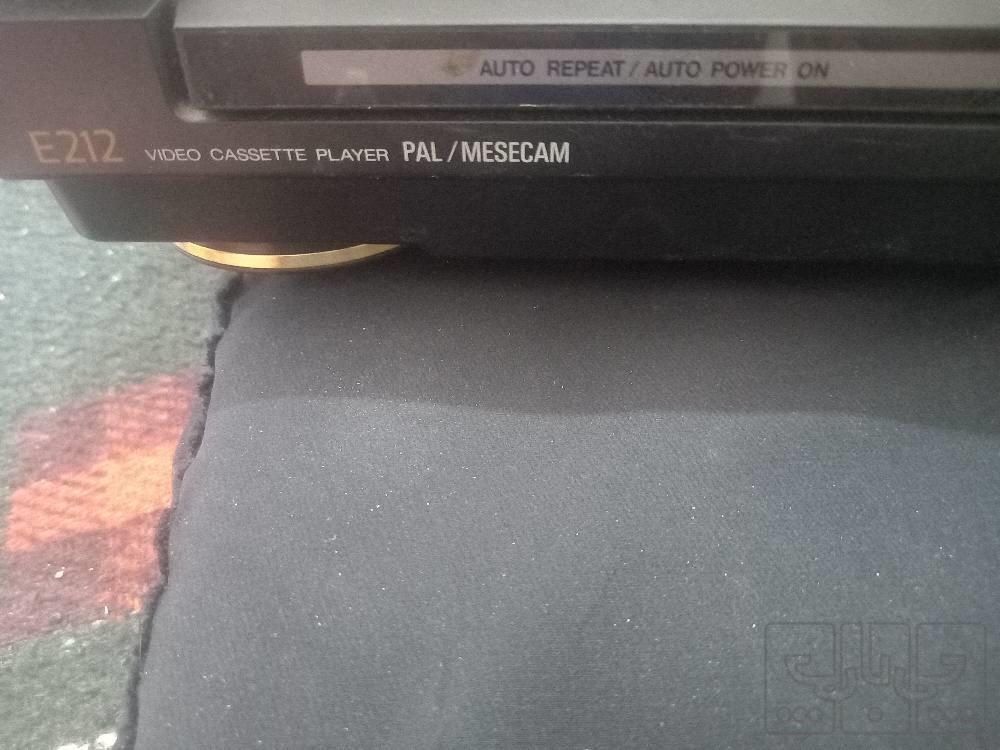 AUTO REPEAT / AUTO POWER ON
E212 VIDEO CASSETTE PLAYER PAL / MESECAM